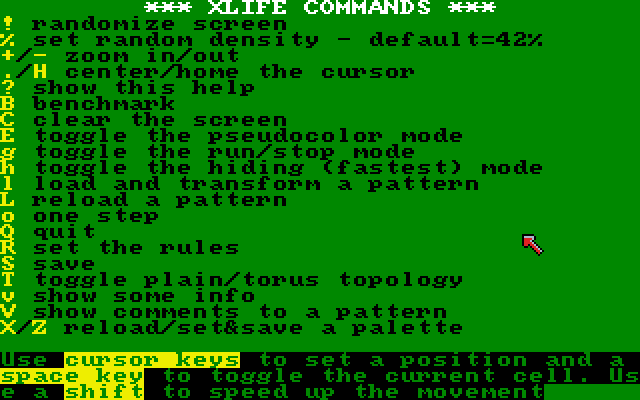 *** XLIFE COMMANDS ***
! randomize screen
% set random density - default=42%
+/- zoom in/out
./H center/home the cursor
? show this help
B benchmark
C clear the screen
E toggle the pseudocolor mode
g toggle the run/stop mode
h toggle the hiding (fastest) mode
l load and transform a pattern
L reload a pattern
o one step
Q quit
R set the rules
S save
T toggle plain/torus topology
v show some info
V show comments to a pattern
X/Z reload/set&save a palette
Use cursor keys to set a position and a
space key to toggle the current cell. Us
e a shift to speed up the movement